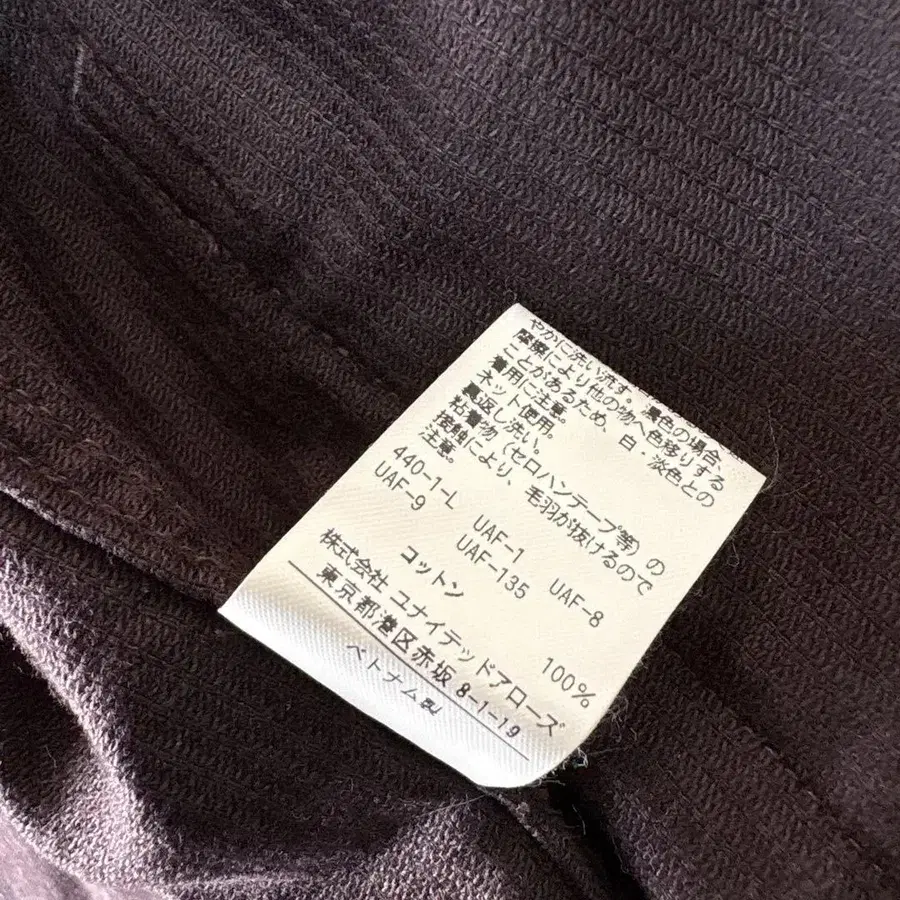 やかに洗い流す。濃色の場合、
摩擦により他の物へ色移りする
ことがあるため、白・淡色との
着用に注意
ネット使用。
裏返し洗い。
粘着物（セロハンテープ等）の
接触により、毛羽が抜けるので
注意。
440-1-L UAF-1 UAF-8
UAF-9 UAF-135
コットン 100%
株式会社 ユナイテッドアローズ
東京都港区赤坂 8-1-19
ベトナム製